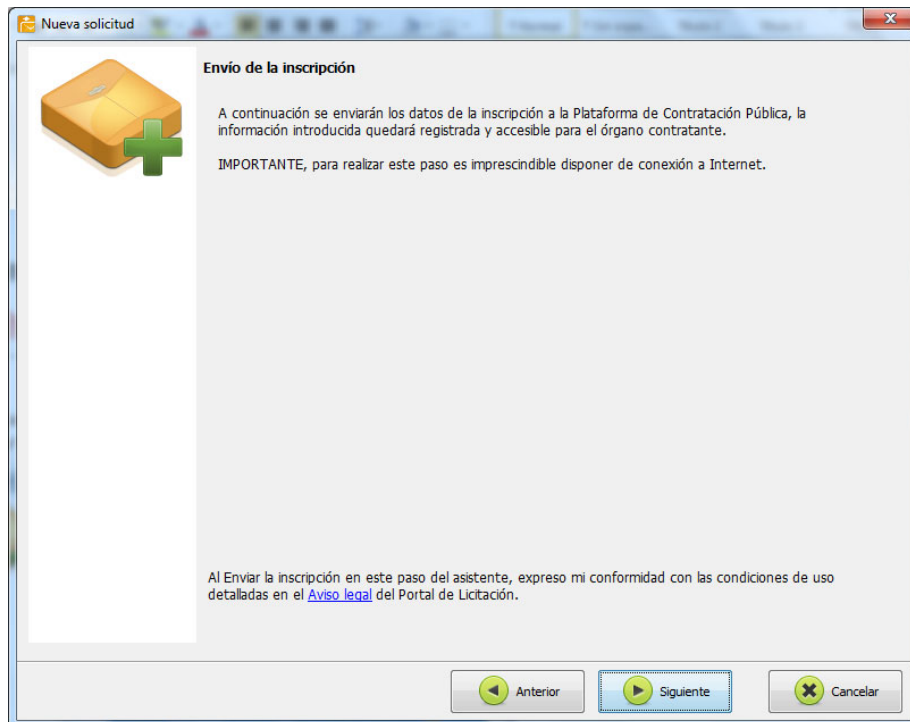 Nueva solicitud
Envío de la inscripción
A continuación se enviarán los datos de la inscripción a la Plataforma de Contratación Pública, la
información introducida quedará registrada y accesible para el órgano contratante.
IMPORTANTE, para realizar este paso es imprescindible disponer de conexión a Internet.
Al Enviar la inscripción en este paso del asistente, expreso mi conformidad con las condiciones de uso
detalladas en el Aviso legal del Portal de Licitación.
Anterior
Siguiente
Cancelar